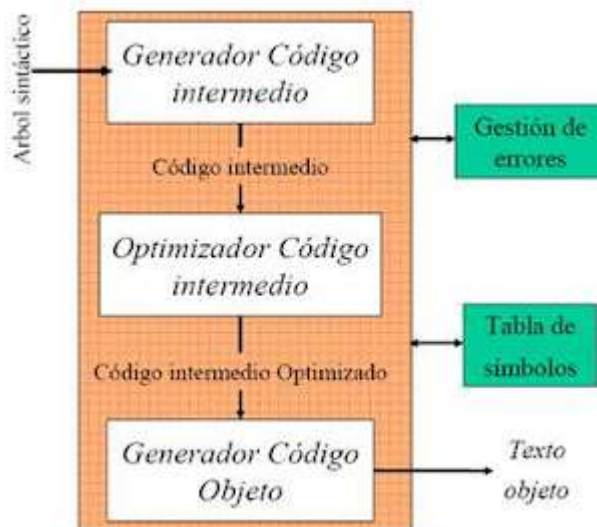 Arbol sintáctico
Generador Código
intermedio
Código intermedio
Gestión de
errores
Optimizador Código
intermedio
Código intermedio Optimizado
Tabla de
símbolos
Generador Código
Objeto
Texto
objeto